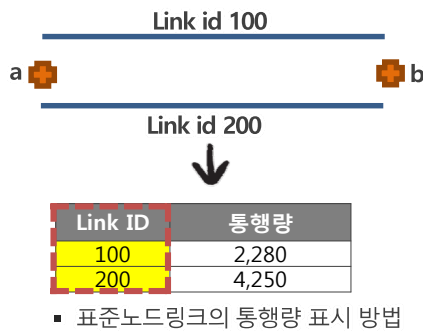 Link id 100
a b
Link id 200
Link ID 통행량
100 2,280
200 4,250
▪ 표준노드링크의 통행량 표시 방법